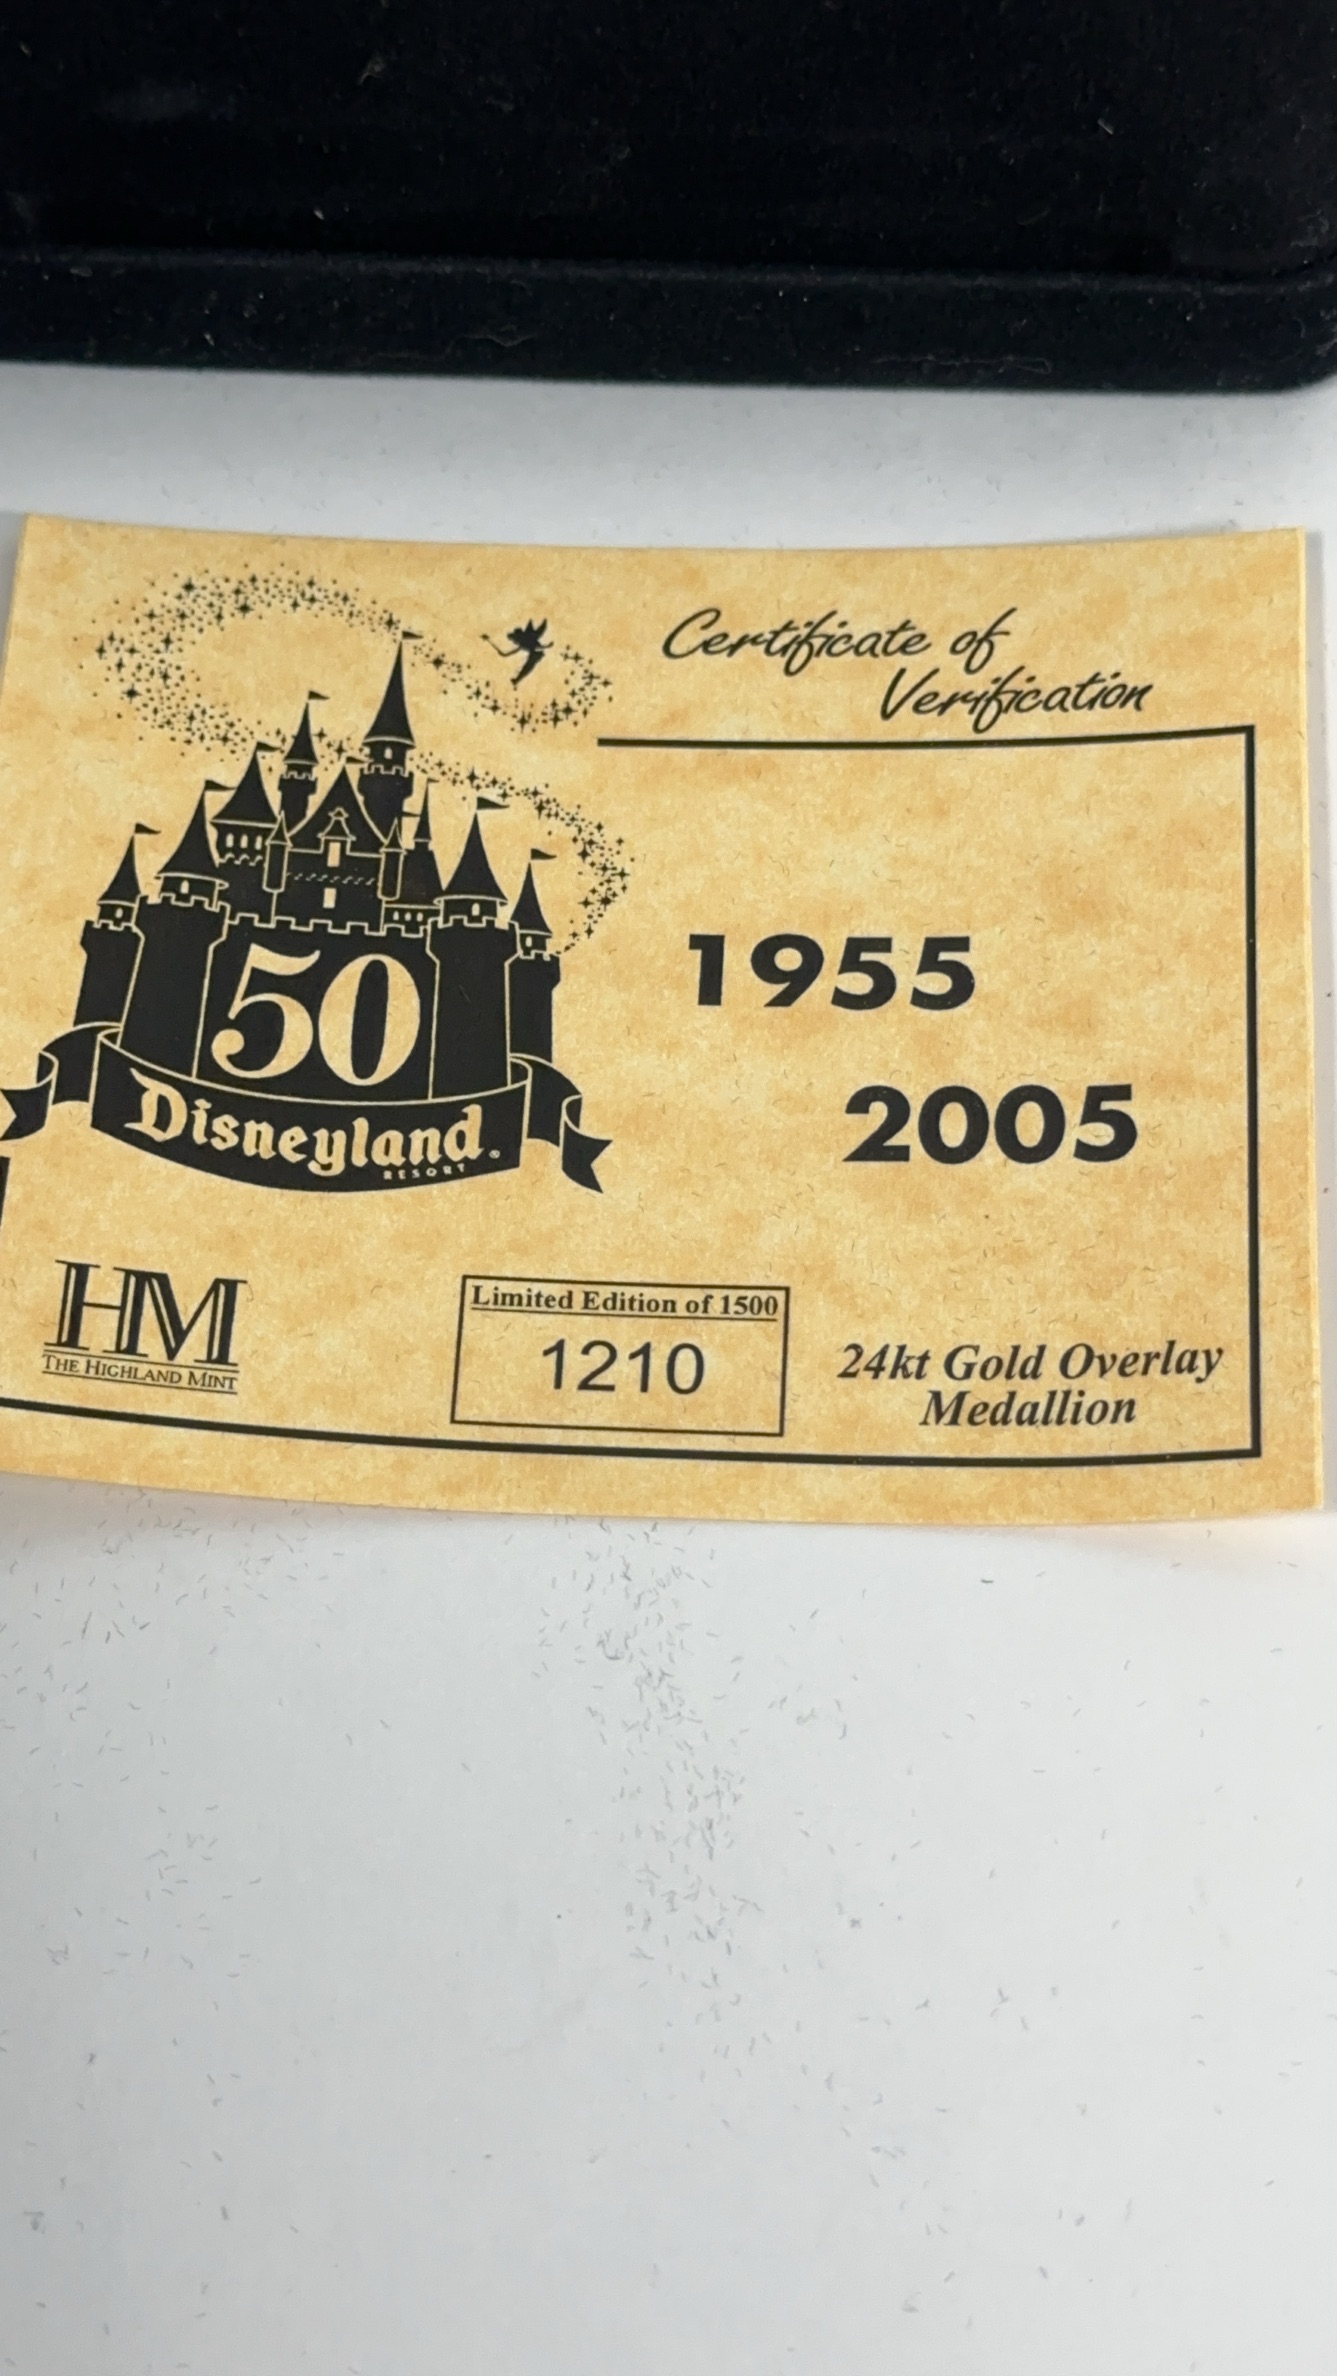 Certificate of
Verification
1955
2005
50
Disneyland®
RESORT
HM
THE HIGHLAND MINT
Limited Edition of 1500
1210
24kt Gold Overlay
Medallion